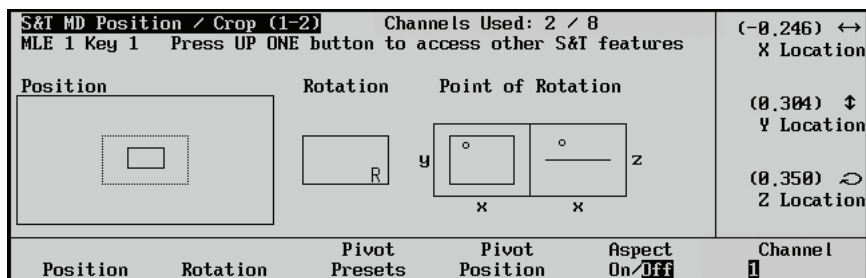 S&T MD Position / Crop (1-2) Channels Used: 2 / 8
MLE 1 Key 1 Press UP ONE button to access other S&T features
(-0.246) ↔
X Location
Position Rotation Point of Rotation
(0.304) ↕
Y Location
R y z
x x
(0.350)
Z Location
Position
Rotation
Pivot Presets
Pivot Position
Aspect On/Off
Channel 1